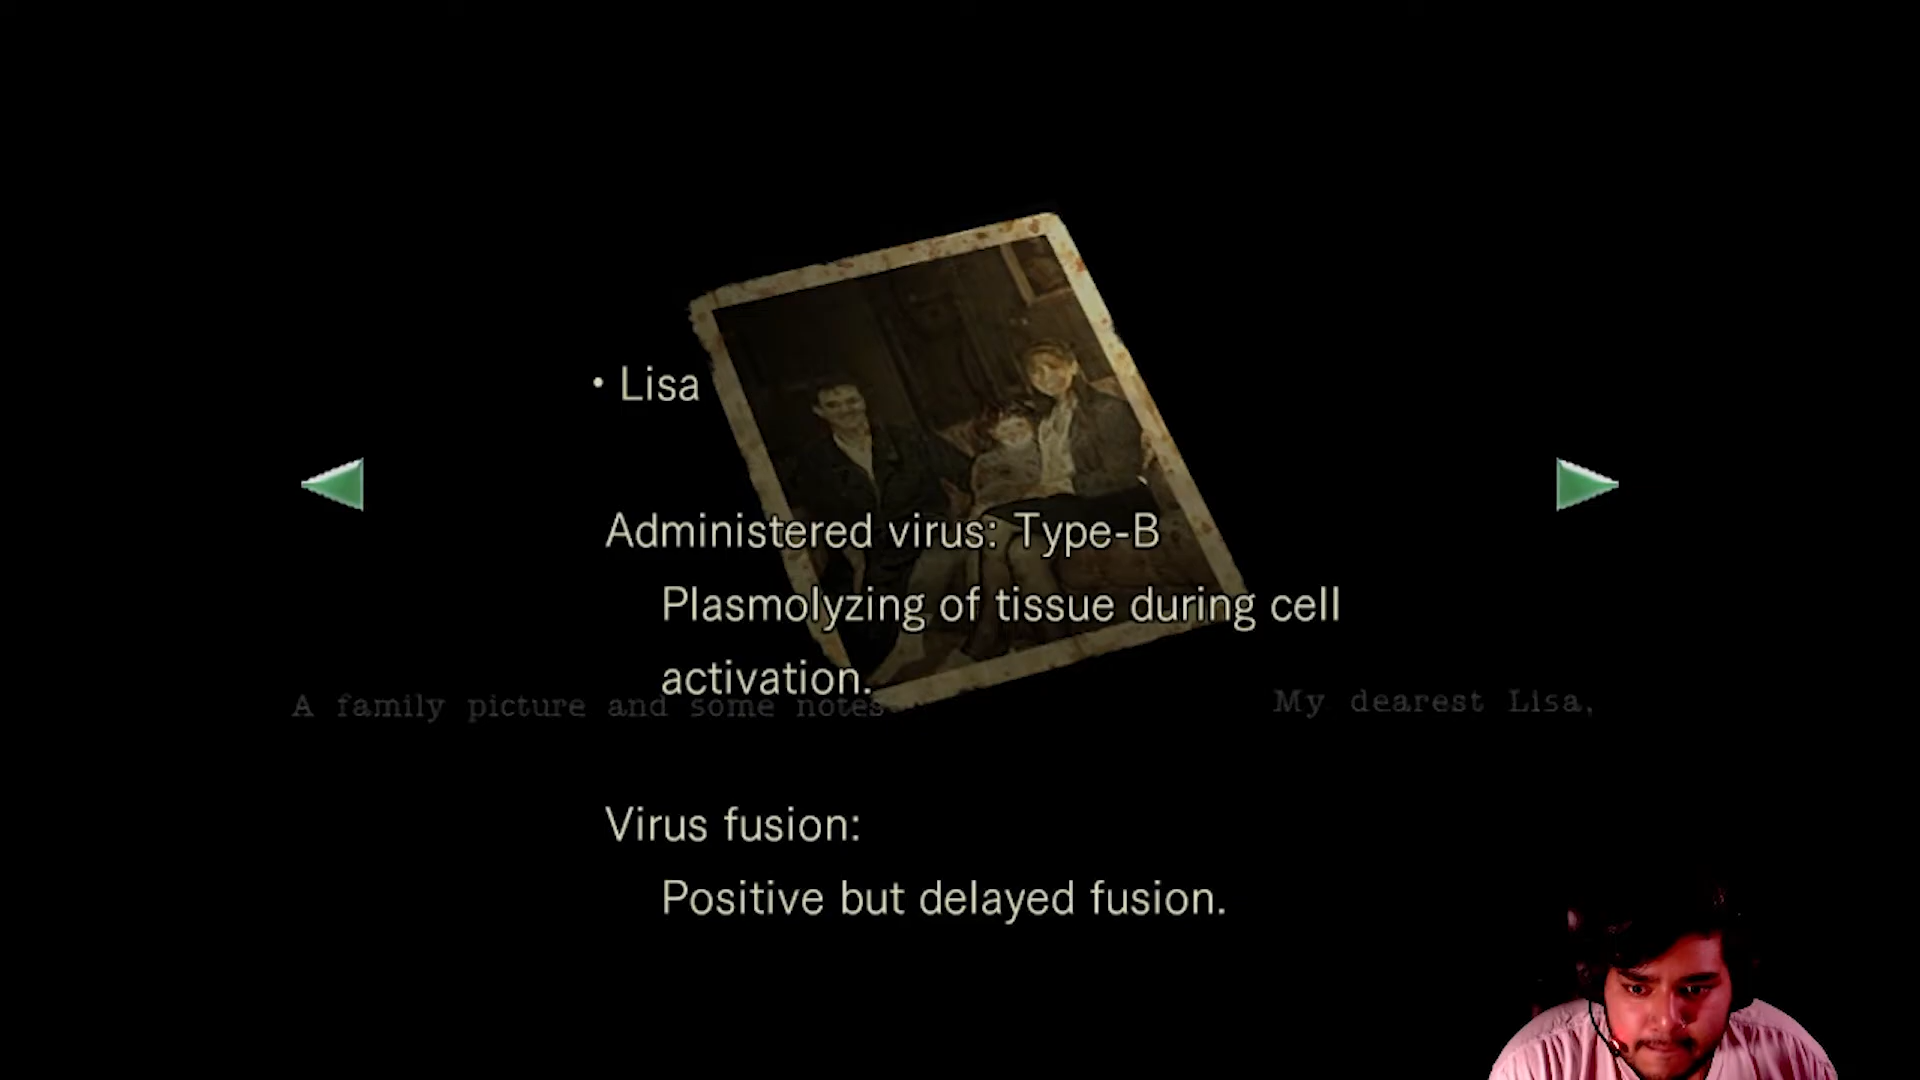 • Lisa
Administered virus: Type-B
Plasmolyzing of tissue during cell
activation.
A family picture and some notes
My dearest Lisa,
Virus fusion:
Positive but delayed fusion.